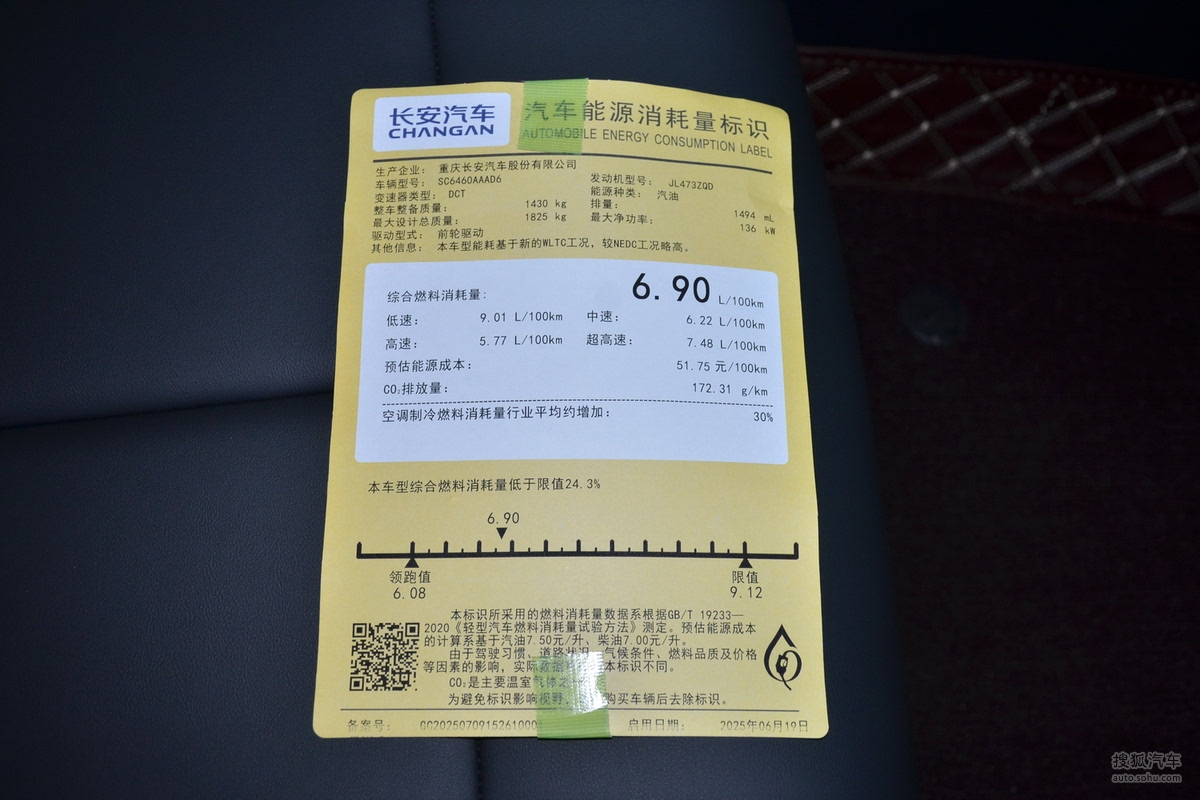 长安汽车
CHANGAN
汽车能源消耗量标识
AUTOMOBILE ENERGY CONSUMPTION LABEL
生产企业: 重庆长安汽车股份有限公司
车辆型号: SC6460AAAD6 发动机型号: JL473ZQD
变速器类型: DCT 能源种类: 汽油
整车整备质量: 1430 kg 排量: 1494 mL
最大设计总质量: 1825 kg 最大净功率: 136 kW
驱动型式: 前轮驱动
其他信息: 本车型能耗基于新的WLTC工况, 较NEDC工况略高。
综合燃料消耗量: 6.90 L/100km
低速: 9.01 L/100km 中速: 6.22 L/100km
高速: 5.77 L/100km 超高速: 7.48 L/100km
预估能源成本: 51.75 元/100km
CO₂排放量: 172.31 g/km
空调制冷燃料消耗量行业平均约增加: 30%
本车型综合燃料消耗量低于限值24.3%
6.90
领跑值 限值
6.08 9.12
本标识所采用的燃料消耗量数据系根据GB/T 19233—
2020《轻型汽车燃料消耗量试验方法》测定。预估能源成本
的计算系基于汽油7.50元/升、柴油7.00元/升。
由于驾驶习惯、道路状况、气候条件、燃料品质及价格
等因素的影响, 实际数据 本标识不同。
CO₂是主要温室气体之一
为避免标识影响视野, 购买车辆后去除标识。
备案号: 启用日期: 2025年06月19日
搜狐汽车
auto.sohu.com